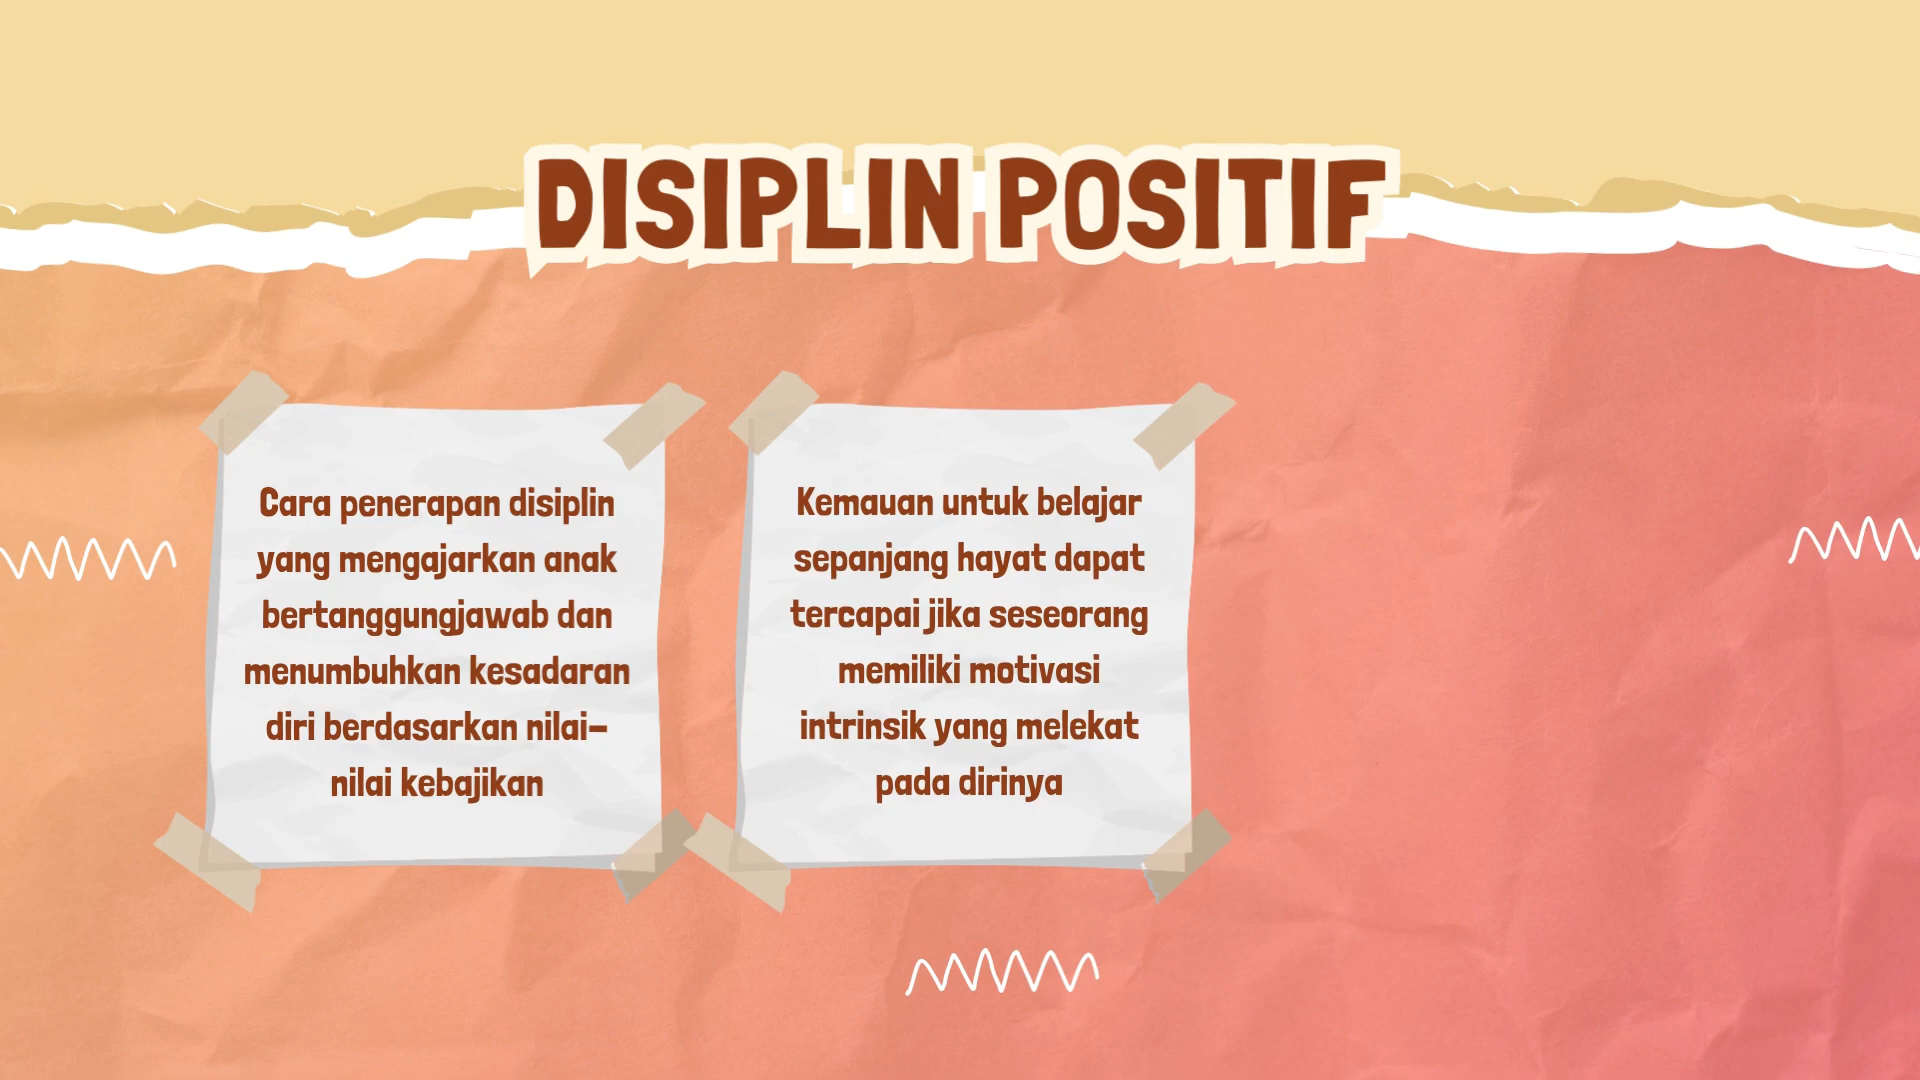 DISIPLIN POSITIF
Cara penerapan disiplin
yang mengajarkan anak
bertanggungjawab dan
menumbuhkan kesadaran
diri berdasarkan nilai-
nilai kebajikan
Kemauan untuk belajar
sepanjang hayat dapat
tercapai jika seseorang
memiliki motivasi
intrinsik yang melekat
pada dirinya